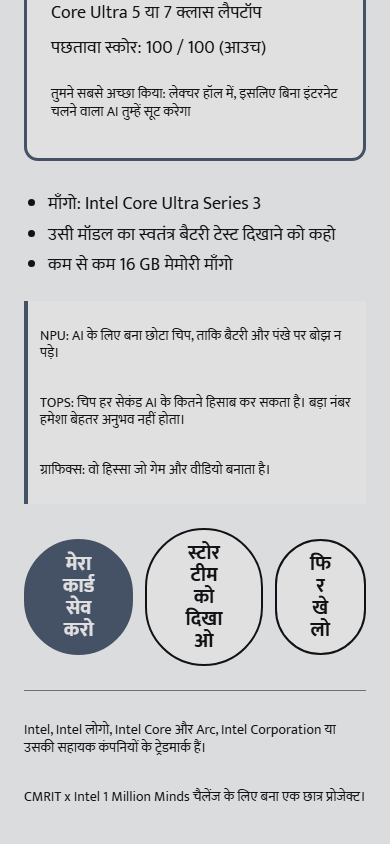 Core Ultra 5 या 7 क्लास लैपटॉप
पछतावा स्कोर: 100 / 100 (आउच)
तुमने सबसे अच्छा किया: लेक्चर हॉल में, इसलिए बिना इंटरनेट
चलने वाला AI तुम्हें सूट करेगा
माँगो: Intel Core Ultra Series 3
उसी मॉडल का स्वतंत्र बैटरी टेस्ट दिखाने को कहो
कम से कम 16 GB मेमोरी माँगो
NPU: AI के लिए बना छोटा चिप, ताकि बैटरी और पंखे पर बोझ न
पड़े।
TOPS: चिप हर सेकंड AI के कितने हिसाब कर सकता है। बड़ा नंबर
हमेशा बेहतर अनुभव नहीं होता।
ग्राफिक्स: वो हिस्सा जो गेम और वीडियो बनाता है।
मेरा
कार्ड
सेव
करो
स्टोर
टीम
को
दिखा
ओ
फि
र
खे
लो
Intel, Intel लोगो, Intel Core और Arc, Intel Corporation या
उसकी सहायक कंपनियों के ट्रेडमार्क हैं।
CMRIT x Intel 1 Million Minds चैलेंज के लिए बना एक छात्र प्रोजेक्ट।